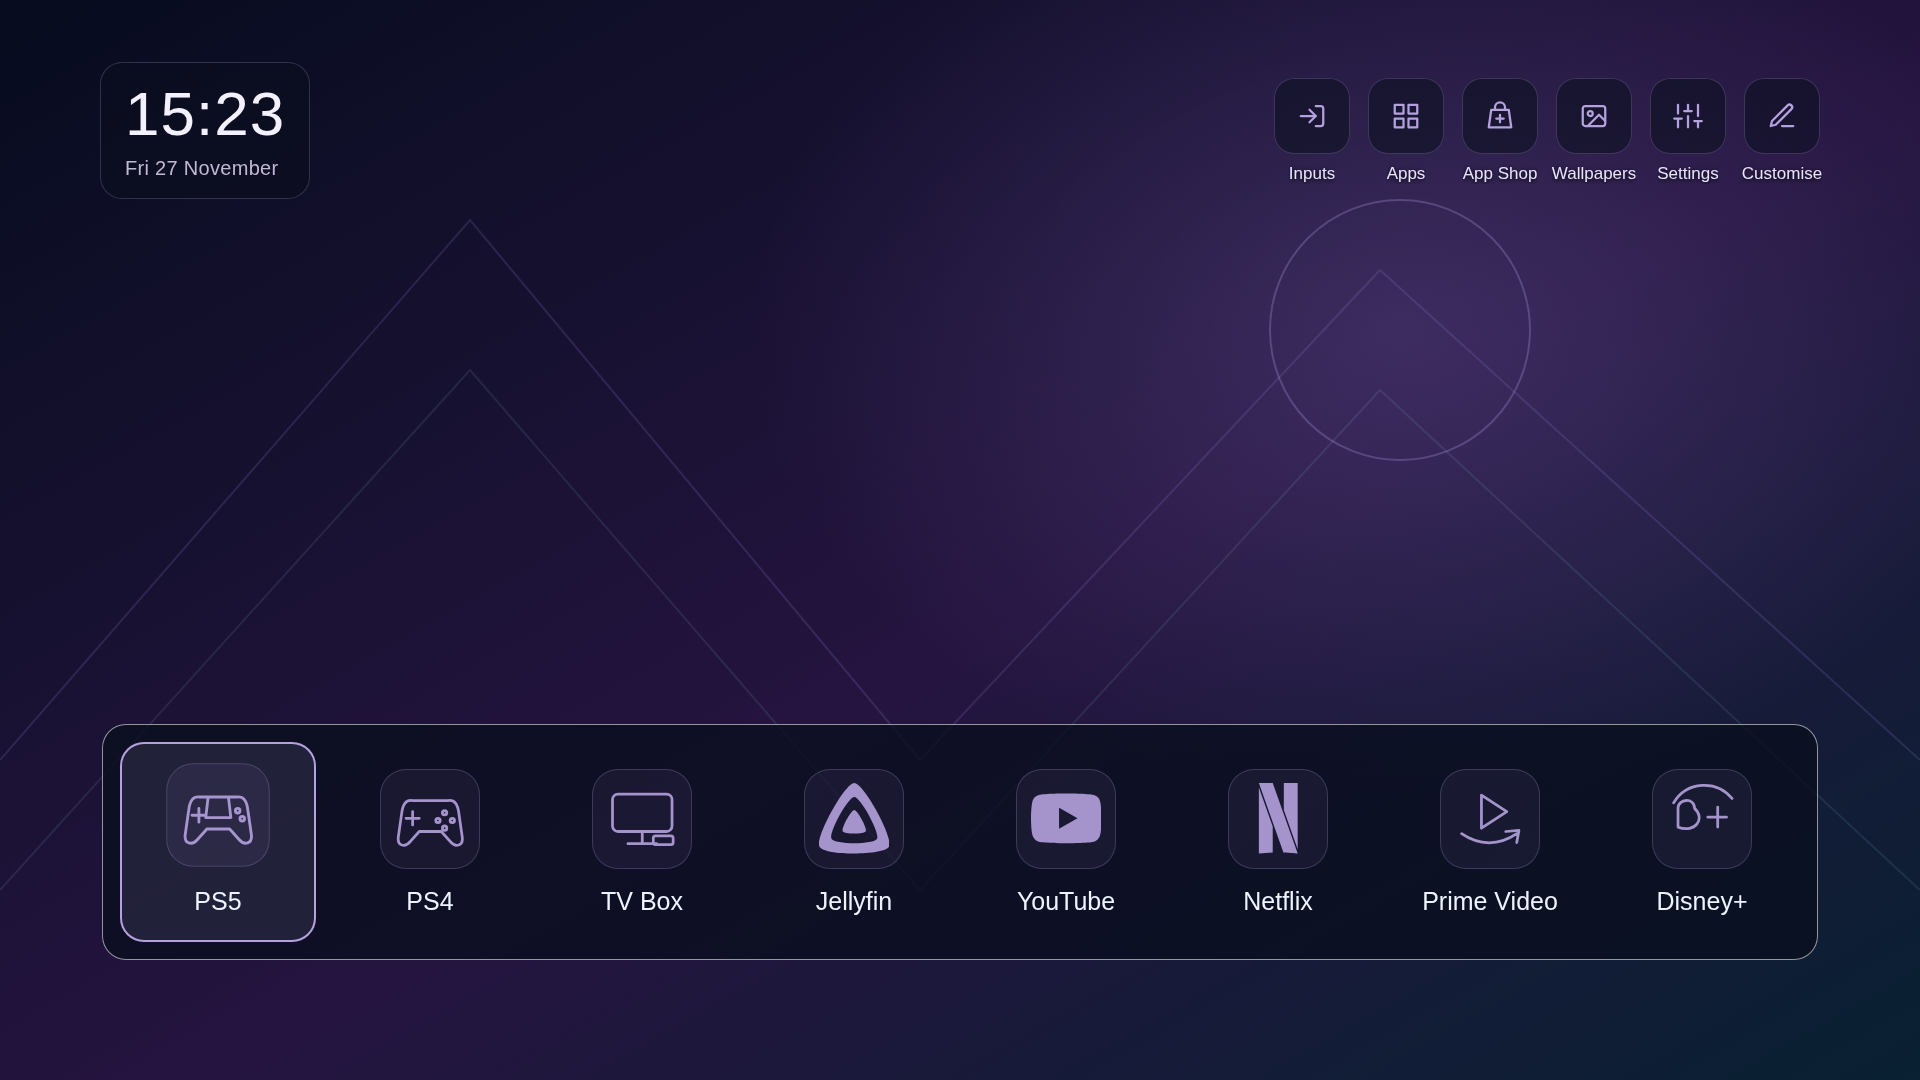 15:23
Fri 27 November
Inputs
Apps
App Shop
Wallpapers
Settings
Customise
PS5
PS4
TV Box
Jellyfin
YouTube
Netflix
Prime Video
Disney+